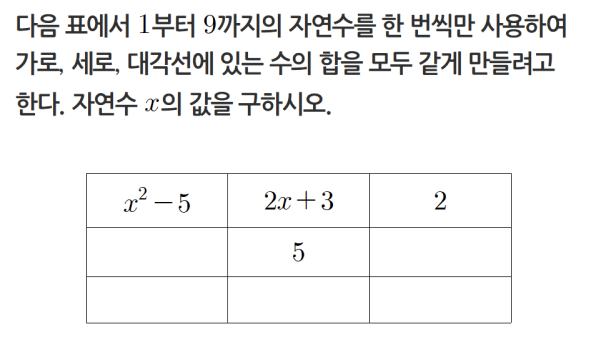 다음 표에서 1부터 9까지의 자연수를 한 번씩만 사용하여
가로, 세로, 대각선에 있는 수의 합을 모두 같게 만들려고
한다. 자연수 x의 값을 구하시오.
x² − 5 2x + 3 2
5